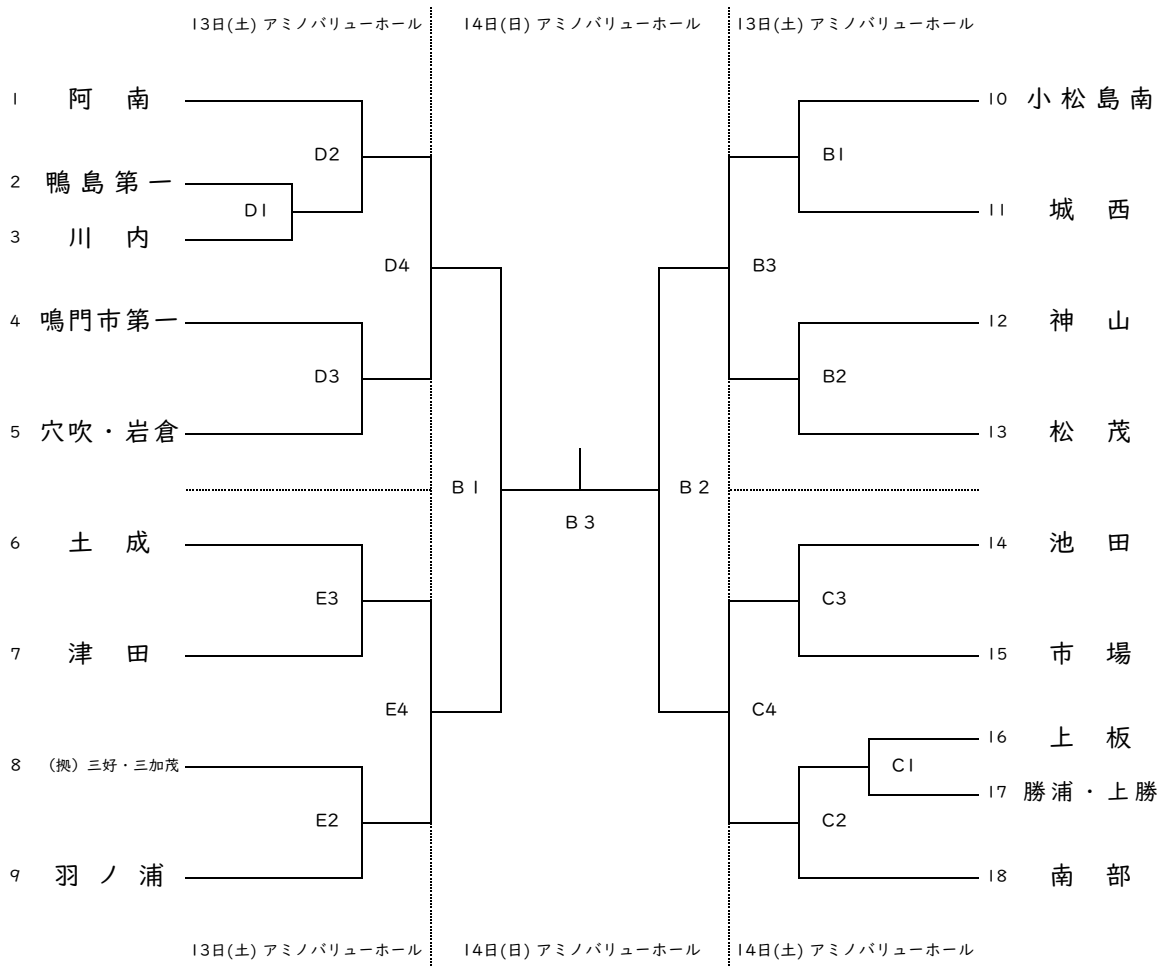 13日(土) アミノバリューホール 14日(日) アミノバリューホール 13日(土) アミノバリューホール
1 阿南
D2
2 鴨島第一
D1
3 川内
D4
4 鳴門市第一
D3
5 穴吹・岩倉
B1
6 土成
E3
7 津田
E4
8 （拠）三好・三加茂
E2
9 羽ノ浦
B3
10 小松島南
B1
11 城西
B3
12 神山
B2
13 松茂
B2
14 池田
C3
15 市場
C4
16 上板
C1
17 勝浦・上勝
C2
18 南部
13日(土) アミノバリューホール 14日(日) アミノバリューホール 14日(土) アミノバリューホール